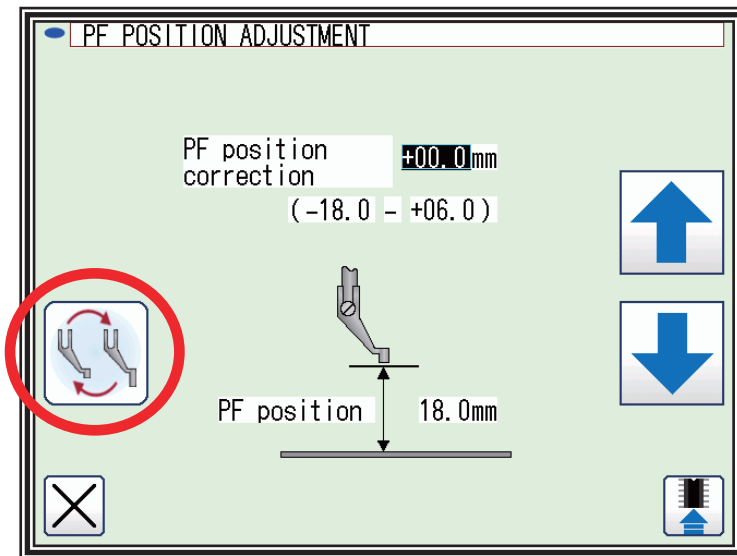 PF POSITION ADJUSTMENT
PF position +00.0mm
correction
(-18.0 - +06.0)
PF position 18.0mm